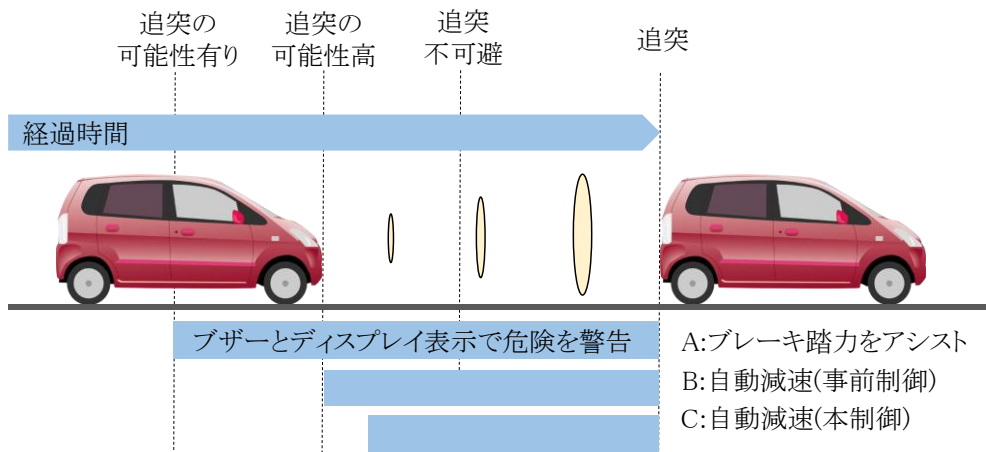 追突の
可能性有り
追突の
可能性高
追突
不可避
追突
経過時間
ブザーとディスプレイ表示で危険を警告
A:ブレーキ踏力をアシスト
B:自動減速(事前制御)
C:自動減速(本制御)